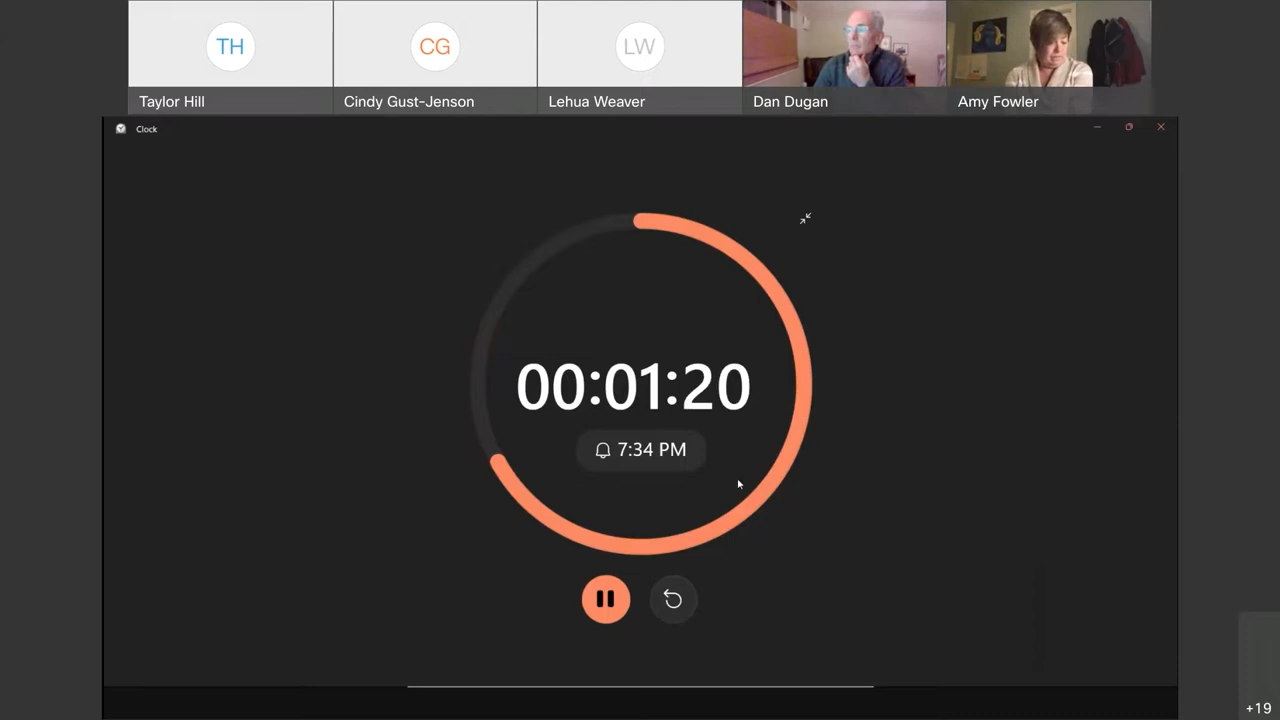 TH
CG
LW
Taylor Hill
Cindy Gust-Jenson
Lehua Weaver
Dan Dugan
Amy Fowler
Clock
00:01:20
7:34 PM
+19